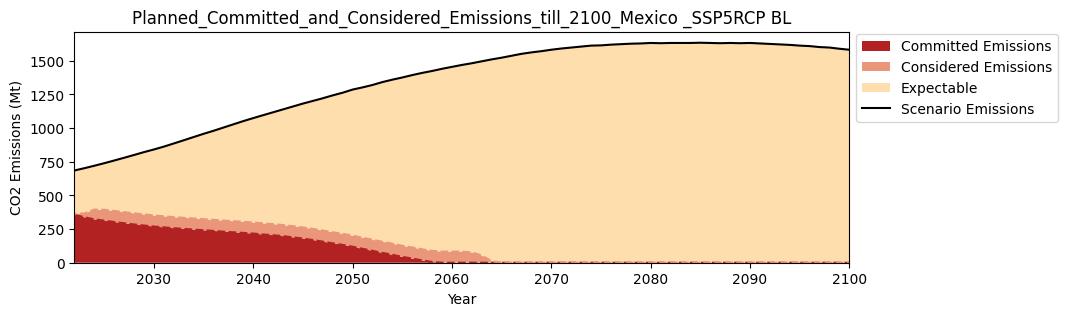 Planned_Committed_and_Considered_Emissions_till_2100_Mexico _SSP5RCP BL
CO2 Emissions (Mt)
1500
1250
1000
750
500
250
0
2030 2040 2050 2060 2070 2080 2090 2100
Year
Committed Emissions
Considered Emissions
Expectable
Scenario Emissions